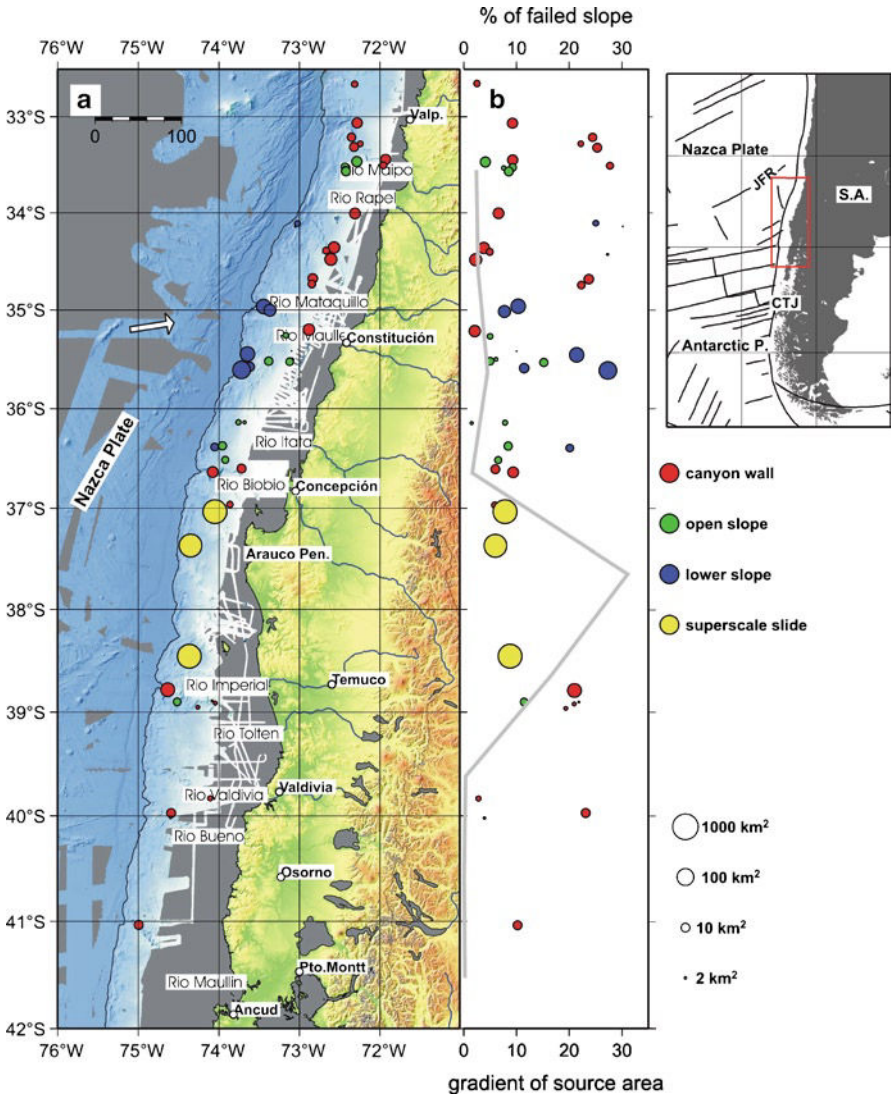 % of failed slope
76°W 75°W 74°W 73°W 72°W 0 10 20 30
a
b
0 100
33°S
34°S
35°S
36°S
37°S
38°S
39°S
40°S
41°S
42°S
Valp.
Rio Maipo
Rio Rapel
Rio Mataquillo
Rio Maulle
Constitución
Rio Itata
Rio Biobio
Concepción
Arauco Pen.
Rio Imperial
Temuco
Rio Tolten
Rio Valdivia
Valdivia
Rio Bueno
Osorno
Pto.Montt
Rio Maullin
Ancud
Nazca Plate
76°W 75°W 74°W 73°W 72°W 0 10 20 30
gradient of source area
Nazca Plate
JFR
S.A.
CTJ
Antarctic P.
canyon wall
open slope
lower slope
superscale slide
1000 km²
100 km²
10 km²
2 km²